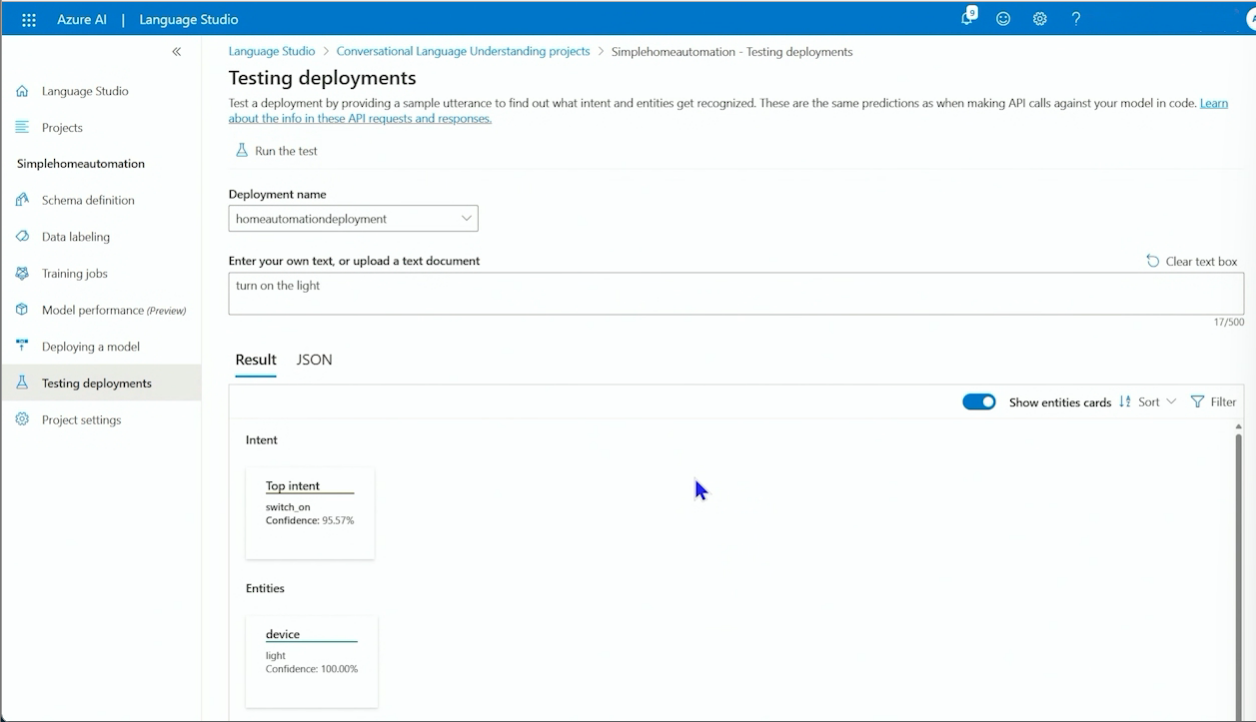 Azure AI | Language Studio
9
Language Studio > Conversational Language Understanding projects > Simplehomeautomation - Testing deployments
Testing deployments
Test a deployment by providing a sample utterance to find out what intent and entities get recognized. These are the same predictions as when making API calls against your model in code. Learn
about the info in these API requests and responses.
Run the test
Language Studio
Projects
Simplehomeautomation
Schema definition
Data labeling
Training jobs
Model performance (Preview)
Deploying a model
Testing deployments
Project settings
Deployment name
homeautomationdeployment
Enter your own text, or upload a text document
Clear text box
turn on the light
17/500
Result JSON
Show entities cards Sort Filter
Intent
Top intent
switch_on
Confidence: 95.57%
Entities
device
light
Confidence: 100.00%